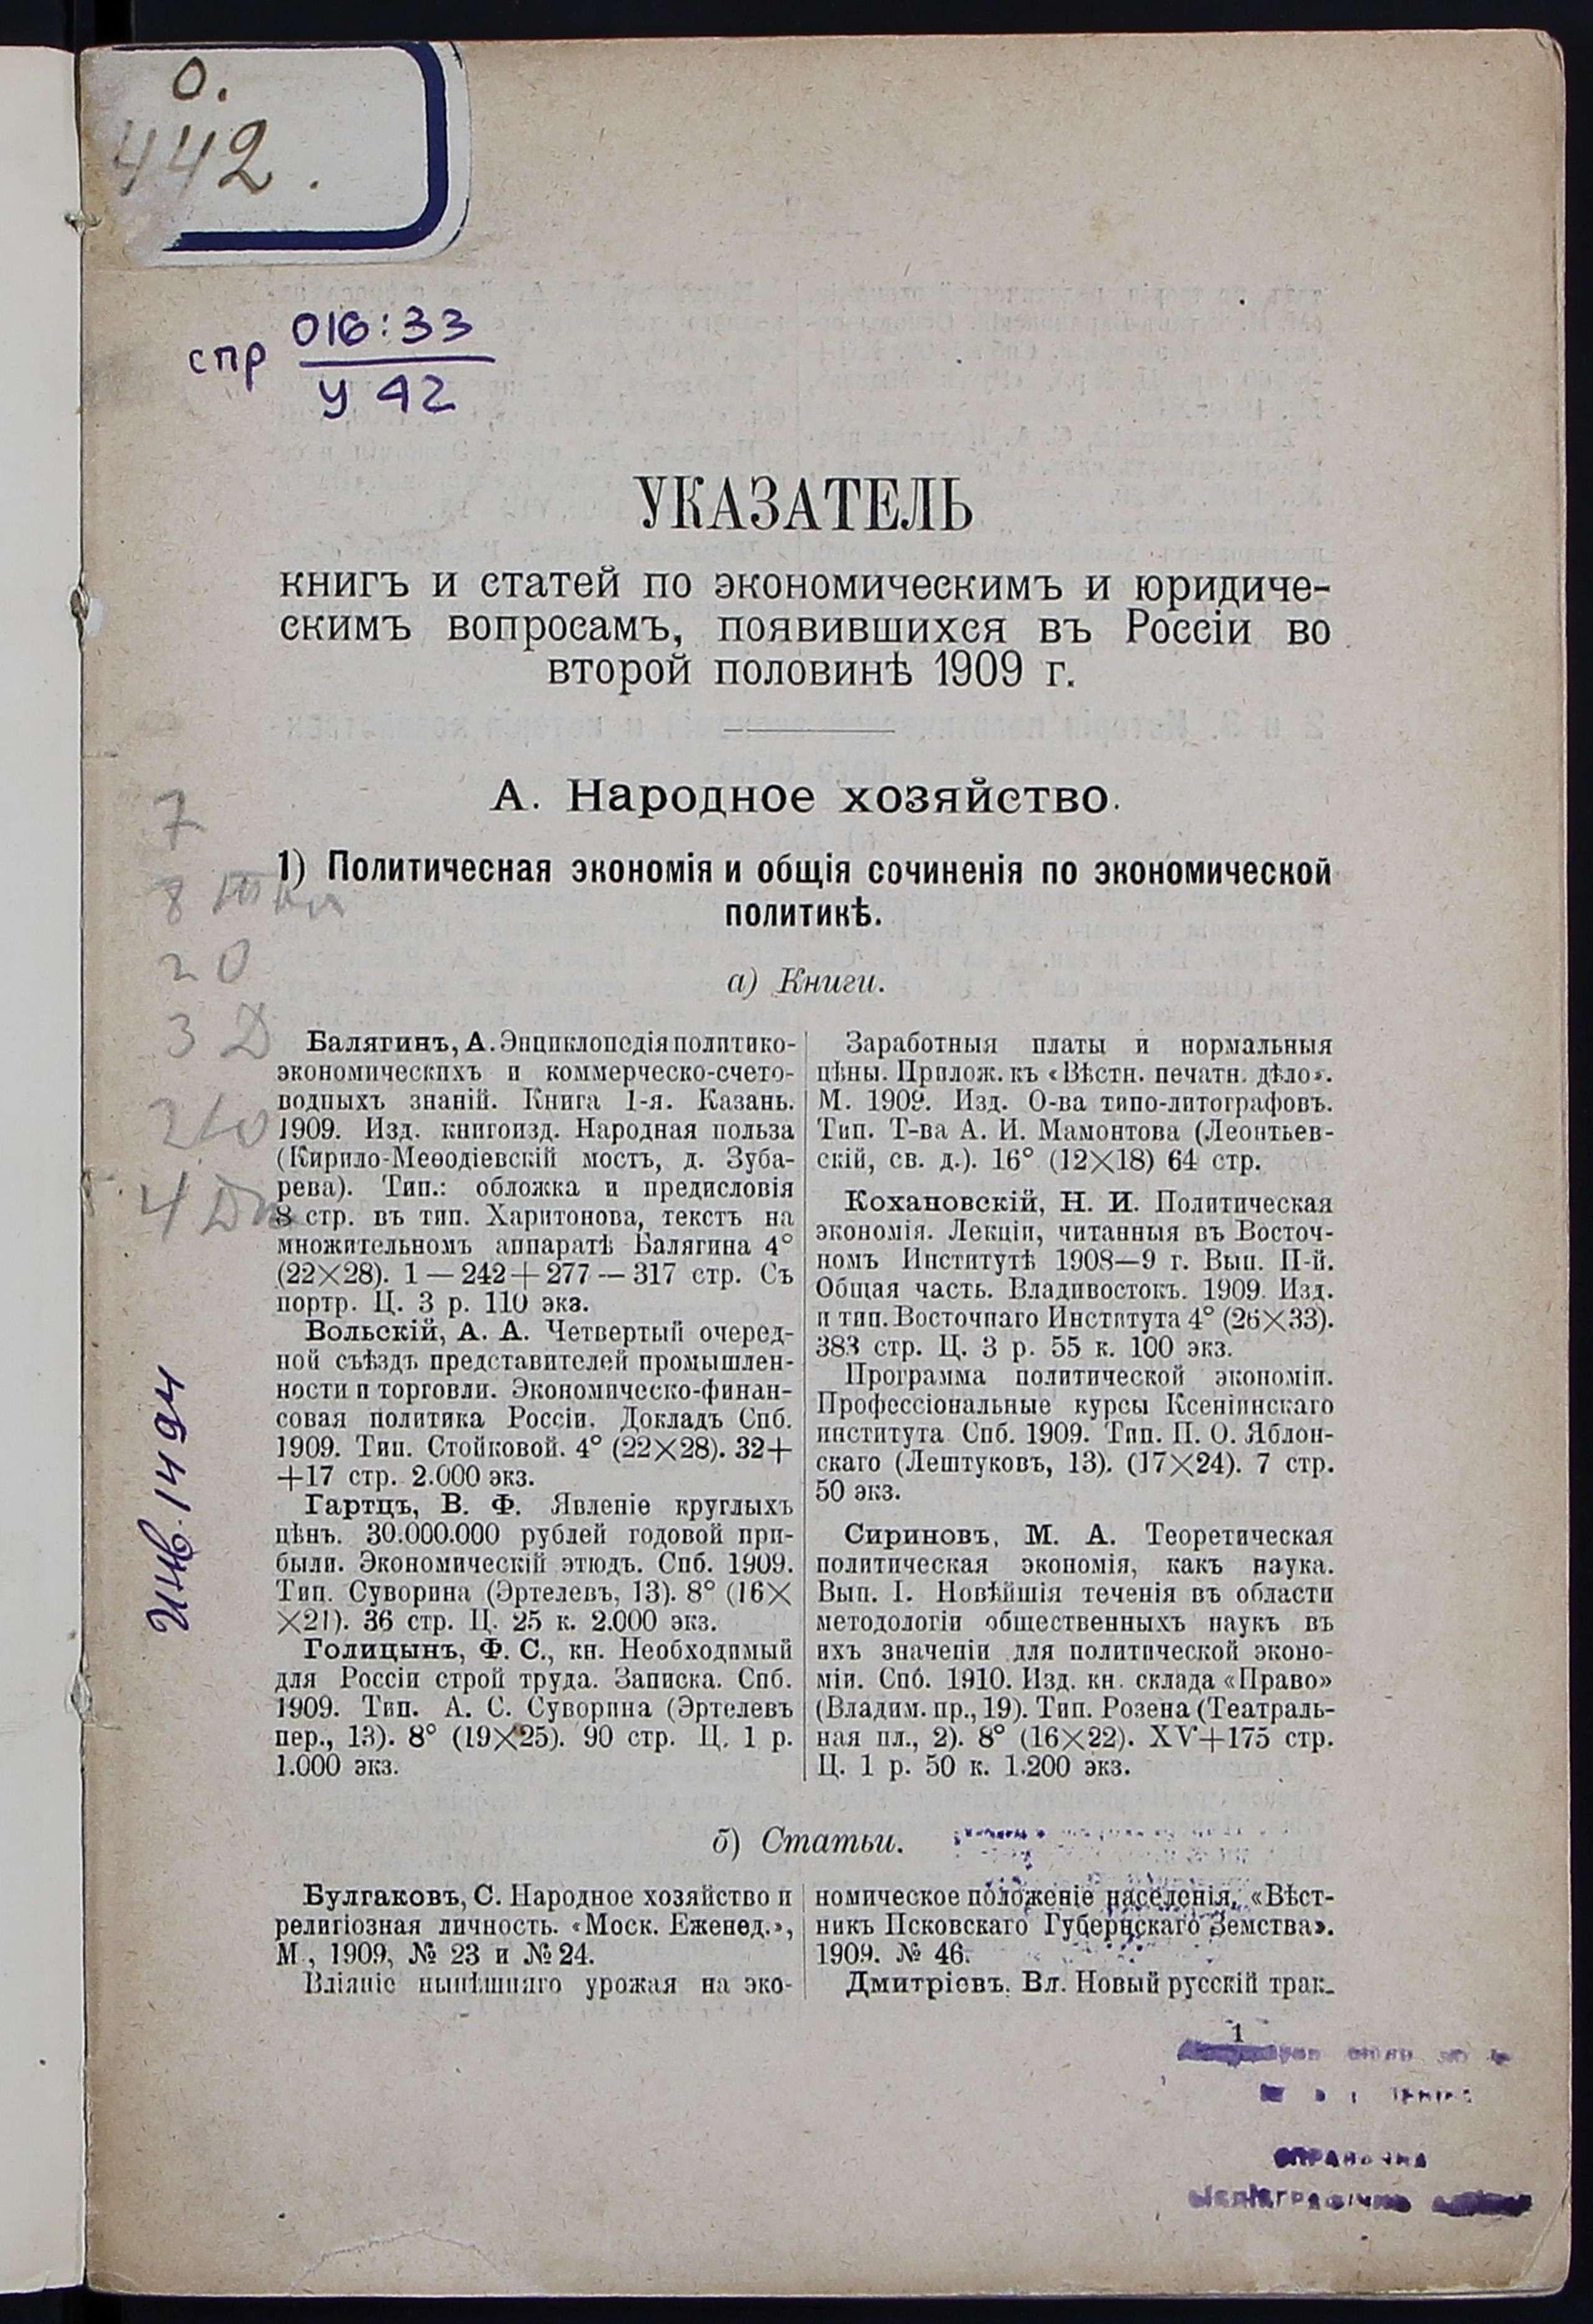 О.
442.
спр 016:33
У 42
УКАЗАТЕЛЬ
книгъ и статей по экономическимъ и юридиче-
скимъ вопросамъ, появившихся въ Россіи во
второй половинѣ 1909 г.
А. Народное хозяйство.
1) Политическая экономія и общія сочиненія по экономической
политикѣ.
а) Книги.
7
8
20
3 Д
4
Инв. 1494
Балягинъ, А. Энциклопедія политико-
экономическихъ и коммерческо-счето-
водныхъ знаній. Книга 1-я. Казань.
1909. Изд. книгоизд. Народная польза
(Кирило-Меѳодіевскій мостъ, д. Зуба-
рева). Тип.: обложка и предисловія
8 стр. въ тип. Харитонова, текстъ на
множительномъ аппаратѣ Балягина 4°
(22×28). 1 — 242 + 277 — 317 стр. Съ
портр. Ц. 3 р. 110 экз.
Вольскій, А. А. Четвертый очеред-
ной съѣздъ представителей промышлен-
ности и торговли. Экономическо-финан-
совая политика Россіи. Докладъ Спб.
1909. Тип. Стойковой. 4° (22×28). 32+
+17 стр. 2.000 экз.
Гартцъ, В. Ф. Явленіе круглыхъ
цѣнъ. 30.000.000 рублей годовой при-
были. Экономическій этюдъ. Спб. 1909.
Тип. Суворина (Эртелевъ, 13). 8° (16×
×21). 36 стр. Ц. 25 к. 2.000 экз.
Голицынъ, Ф. С., кн. Необходимый
для Россіи строй труда. Записка. Спб.
1909. Тип. А. С. Суворина (Эртелевъ
пер., 13). 8° (19×25). 90 стр. Ц. 1 р.
1.000 экз.
Заработныя платы и нормальныя
цѣны. Прилож. къ «Вѣстн. печатн. дѣло».
М. 1909. Изд. О-ва типо-литографовъ.
Тип. Т-ва А. И. Мамонтова (Леонтьев-
скій, св. д.). 16° (12×18) 64 стр.
Кохановскій, Н. И. Политическая
экономія. Лекціи, читанныя въ Восточ-
номъ Институтѣ 1908—9 г. Вып. II-й.
Общая часть. Владивостокъ. 1909. Изд.
и тип. Восточнаго Института 4° (26×33).
383 стр. Ц. 3 р. 55 к. 100 экз.
Программа политической экономіи.
Профессіональные курсы Ксеніинскаго
института Спб. 1909. Тип. П. О. Яблон-
скаго (Лештуковъ, 13). (17×24). 7 стр.
50 экз.
Сириновъ, М. А. Теоретическая
политическая экономія, какъ наука.
Вып. I. Новѣйшія теченія въ области
методологіи общественныхъ наукъ въ
ихъ значеніи для политической эконо-
міи. Спб. 1910. Изд. кн. склада «Право»
(Владим. пр., 19). Тип. Розена (Театраль-
ная пл., 2). 8° (16×22). XV+175 стр.
Ц. 1 р. 50 к. 1.200 экз.
б) Статьи.
Булгаковъ, С. Народное хозяйство и
религіозная личность. «Моск. Еженед.»,
М., 1909, № 23 и № 24.
Вліяніе нынѣшняго урожая на эко-
номическое положеніе населенія. «Вѣст-
никъ Псковскаго Губернскаго Земства».
1909. № 46.
Дмитріевъ. Вл. Новый русскій трак-
1